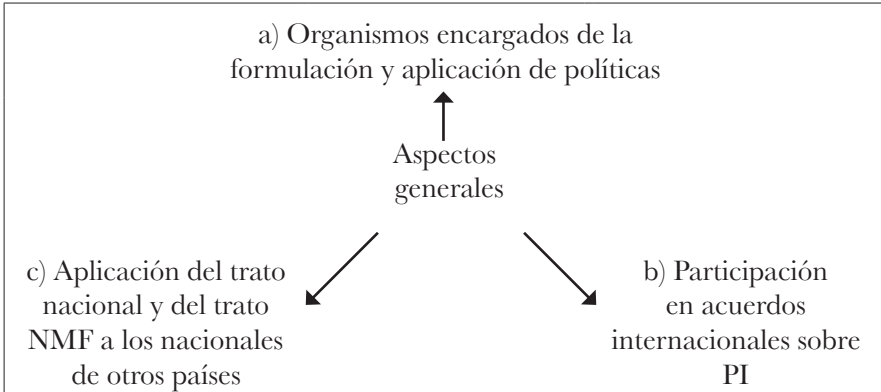 a) Organismos encargados de la
formulación y aplicación de políticas
Aspectos
generales
c) Aplicación del trato
nacional y del trato
NMF a los nacionales
de otros países
b) Participación
en acuerdos
internacionales sobre
PI